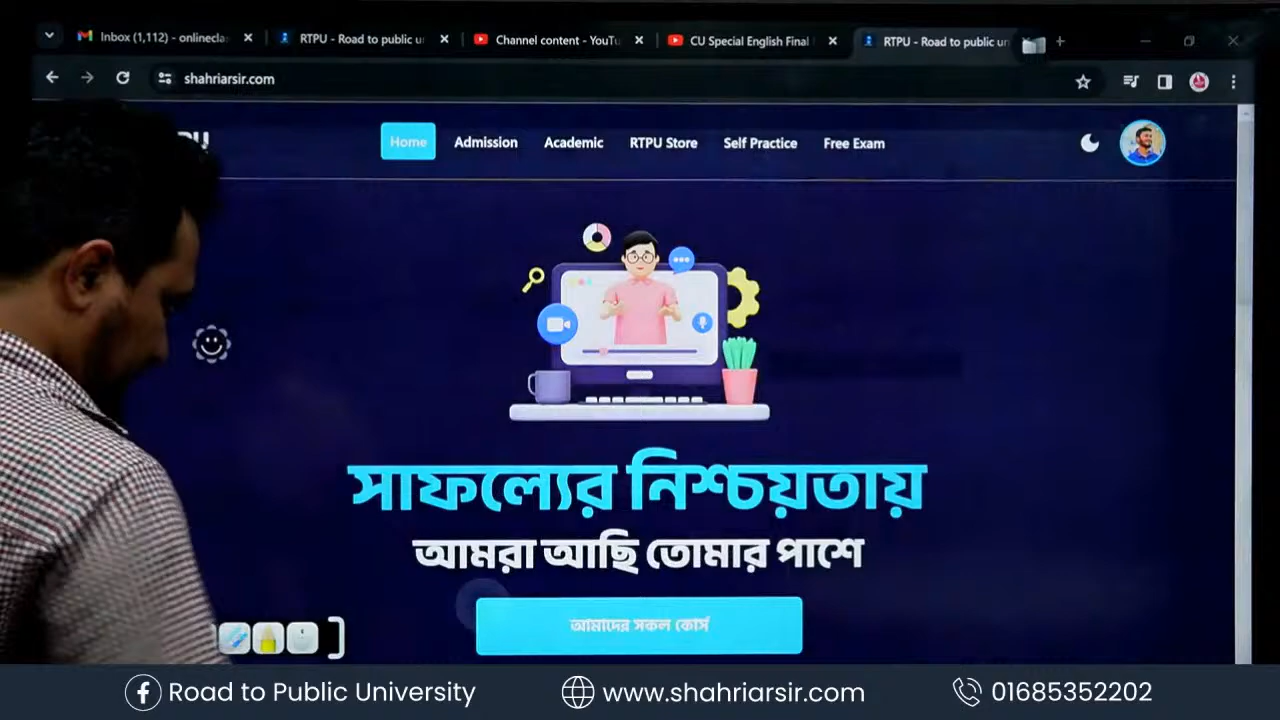 Inbox (1,112) - onlinecla
RTPU - Road to public u
Channel content - YouTu
CU Special English Final
RTPU - Road to public un
shahriarsir.com
Home
Admission
Academic
RTPU Store
Self Practice
Free Exam
সাফল্যের নিশ্চয়তায়
আমরা আছি তোমার পাশে
আমাদের সকল কোর্স
Road to Public University
www.shahriarsir.com
01685352202